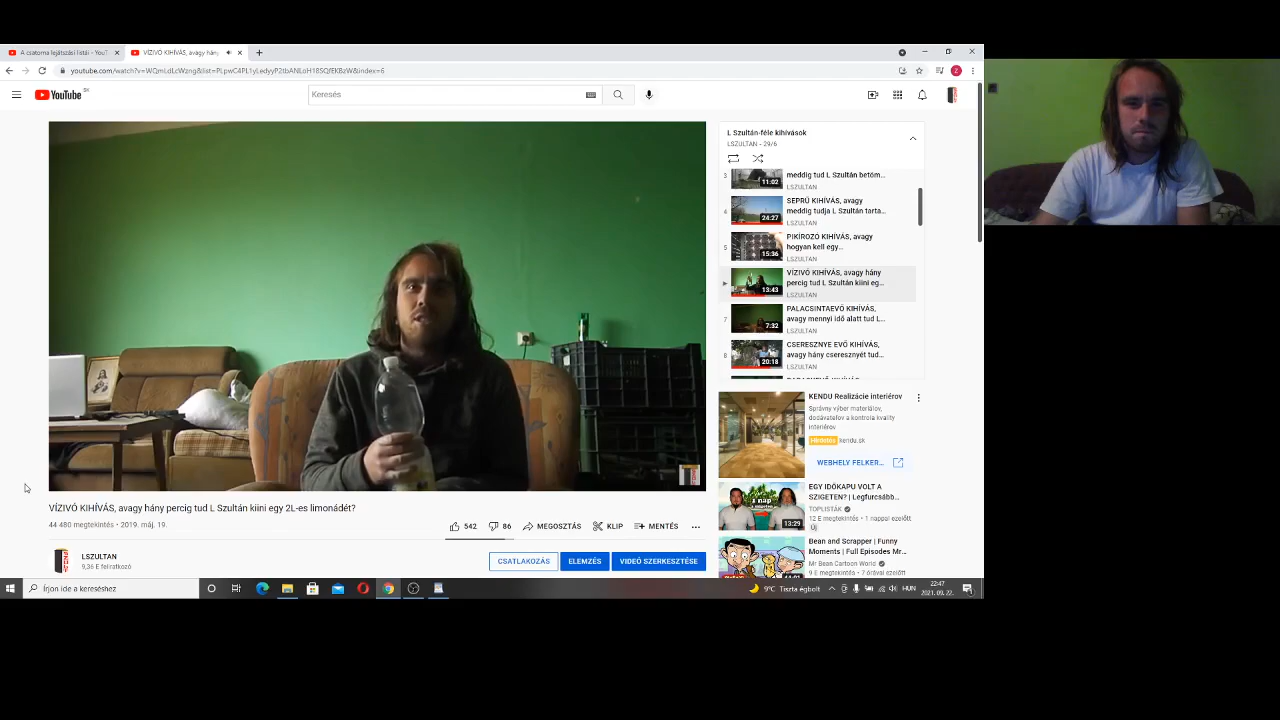 A csatorna lejátszási listái - YouT
VÍZIVÓ KIHÍVÁS, avagy hán
youtube.com/watch?v=WQmLdLcWzng&list=PLpwC4PL1yLedyyP2tbANLoH18SQfEKBzW&index=6
YouTube SK
Keresés
L Szultán-féle kihívások
LSZULTAN - 29/6
3
11:02
meddig tud L Szultán betöm...
LSZULTAN
4
24:27
SEPRŰ KIHÍVÁS, avagy
meddig tudja L Szultán tarta...
LSZULTAN
5
15:36
PIKÍROZÓ KIHÍVÁS, avagy
hogyan kell egy...
LSZULTAN
13:43
VÍZIVÓ KIHÍVÁS, avagy hány
percig tud L Szultán kiini eg...
LSZULTAN
7
7:32
PALACSINTAEVŐ KIHÍVÁS,
avagy mennyi idő alatt tud L...
LSZULTAN
8
20:18
CSERESZNYE EVŐ KIHÍVÁS,
avagy hány cseresznyét tud...
LSZULTAN
KENDU Realizácie interiérov
Správny výber materiálov,
dodávateľov a kontrola kvality
interiérov
Hirdetés kendu.sk
WEBHELY FELKER...
EGY IDŐKAPU VOLT A
SZIGETEN? | Legfurcsább...
TOPLISTÁK
12 E megtekintés • 1 nappal ezelőtt
Új
13:29
Bean and Scrapper | Funny
Moments | Full Episodes Mr...
Mr Bean Cartoon World
9 E megtekintés • 7 órával ezelőtt
VÍZIVÓ KIHÍVÁS, avagy hány percig tud L Szultán kiini egy 2L-es limonádét?
44 480 megtekintés • 2019. máj. 19.
542
86
MEGOSZTÁS
KLIP
MENTÉS
LSZULTAN
9,36 E feliratkozó
CSATLAKOZÁS
ELEMZÉS
VIDEÓ SZERKESZTÉSE
Írjon ide a kereséshez
9°C Tiszta égbolt
HUN
22:47
2021. 09. 22.